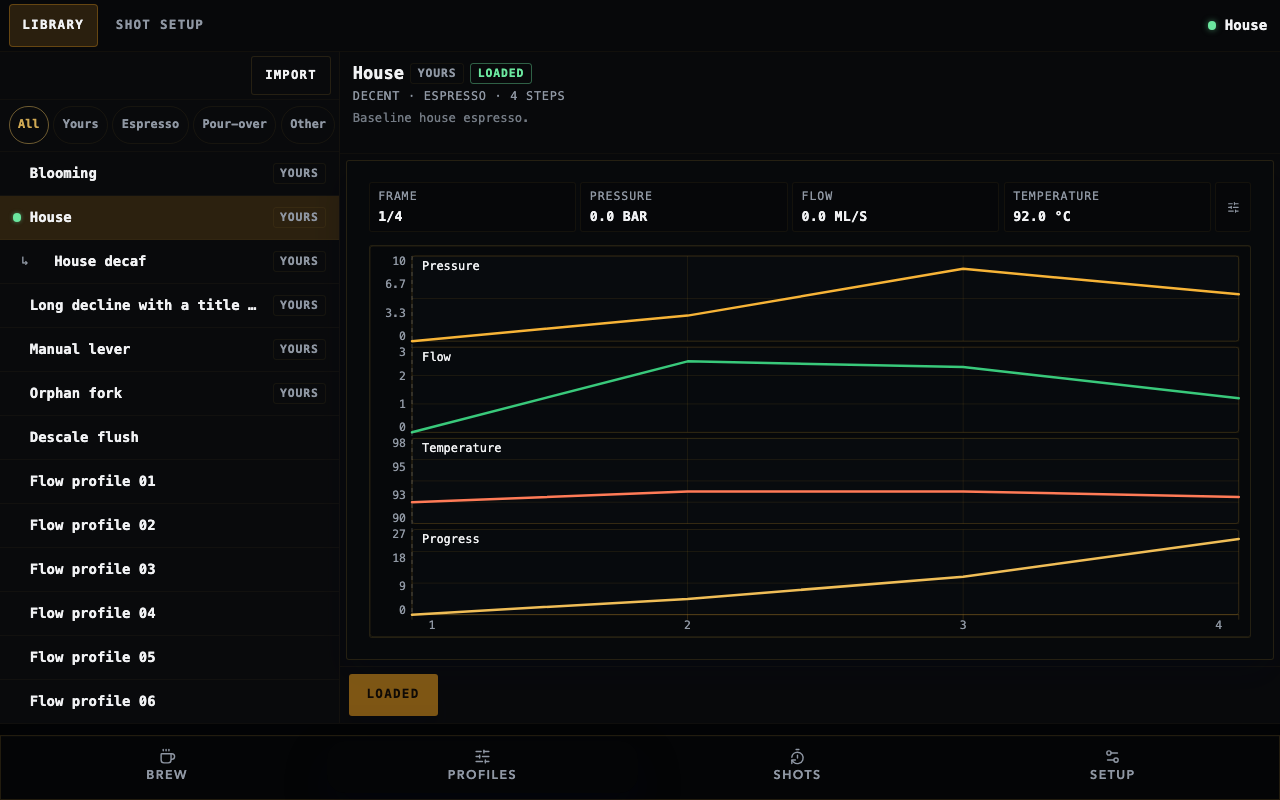 LIBRARY SHOT SETUP House
IMPORT
All Yours Espresso Pour-over Other
Blooming YOURS
House YOURS
↳ House decaf YOURS
Long decline with a title … YOURS
Manual lever YOURS
Orphan fork YOURS
Descale flush
Flow profile 01
Flow profile 02
Flow profile 03
Flow profile 04
Flow profile 05
Flow profile 06
House YOURS LOADED
DECENT · ESPRESSO · 4 STEPS
Baseline house espresso.
FRAME PRESSURE FLOW TEMPERATURE
1/4 0.0 BAR 0.0 ML/S 92.0 °C
Pressure
10
6.7
3.3
0
Flow
3
2
1
0
Temperature
98
95
93
90
Progress
27
18
9
0
1 2 3 4
LOADED
BREW PROFILES SHOTS SETUP